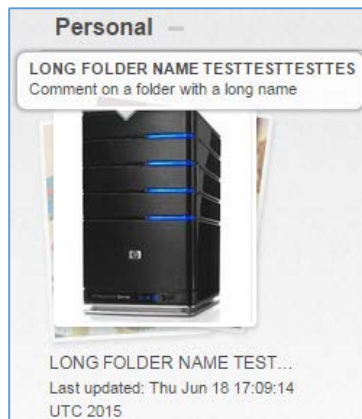 Personal
LONG FOLDER NAME TESTTESTTESTTES
Comment on a folder with a long name
hp
LONG FOLDER NAME TEST...
Last updated: Thu Jun 18 17:09:14
UTC 2015